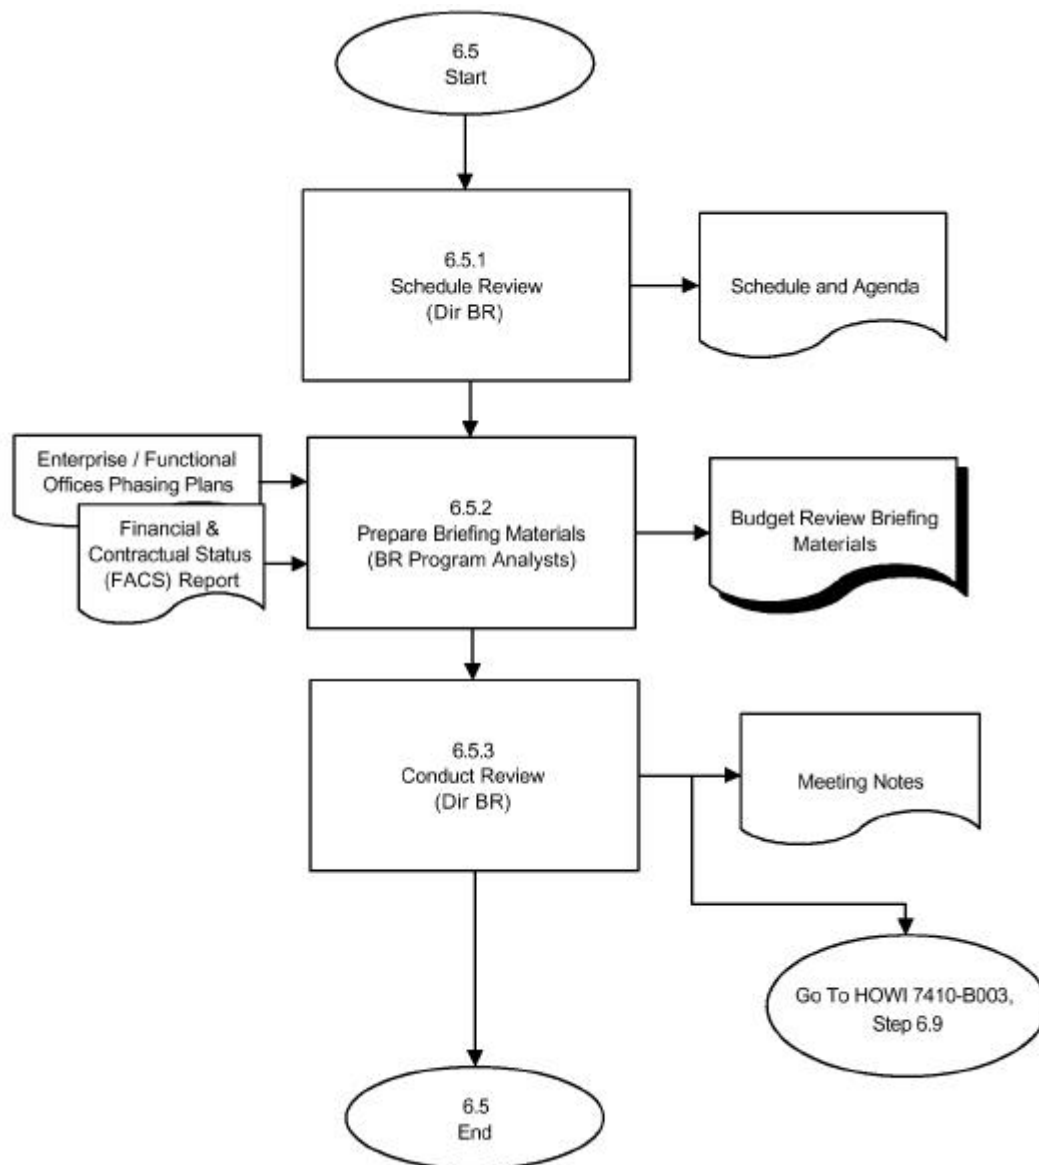 6.5
Start
6.5.1
Schedule Review
(Dir BR)
Schedule and Agenda
Enterprise / Functional
Offices Phasing Plans
Financial &
Contractual Status
(FACS) Report
6.5.2
Prepare Briefing Materials
(BR Program Analysts)
Budget Review Briefing
Materials
6.5.3
Conduct Review
(Dir BR)
Meeting Notes
Go To HOWI 7410-B003,
Step 6.9
6.5
End